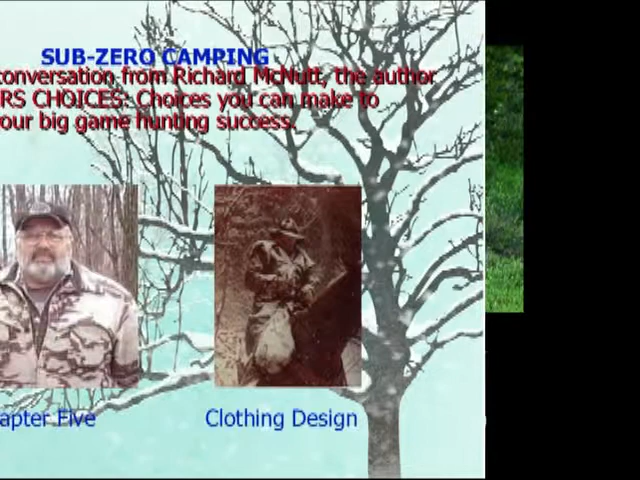 SUB-ZERO CAMPING
conversation from Richard McNutt, the author
RS CHOICES: Choices you can make to
our big game hunting success.
apter Five
Clothing Design